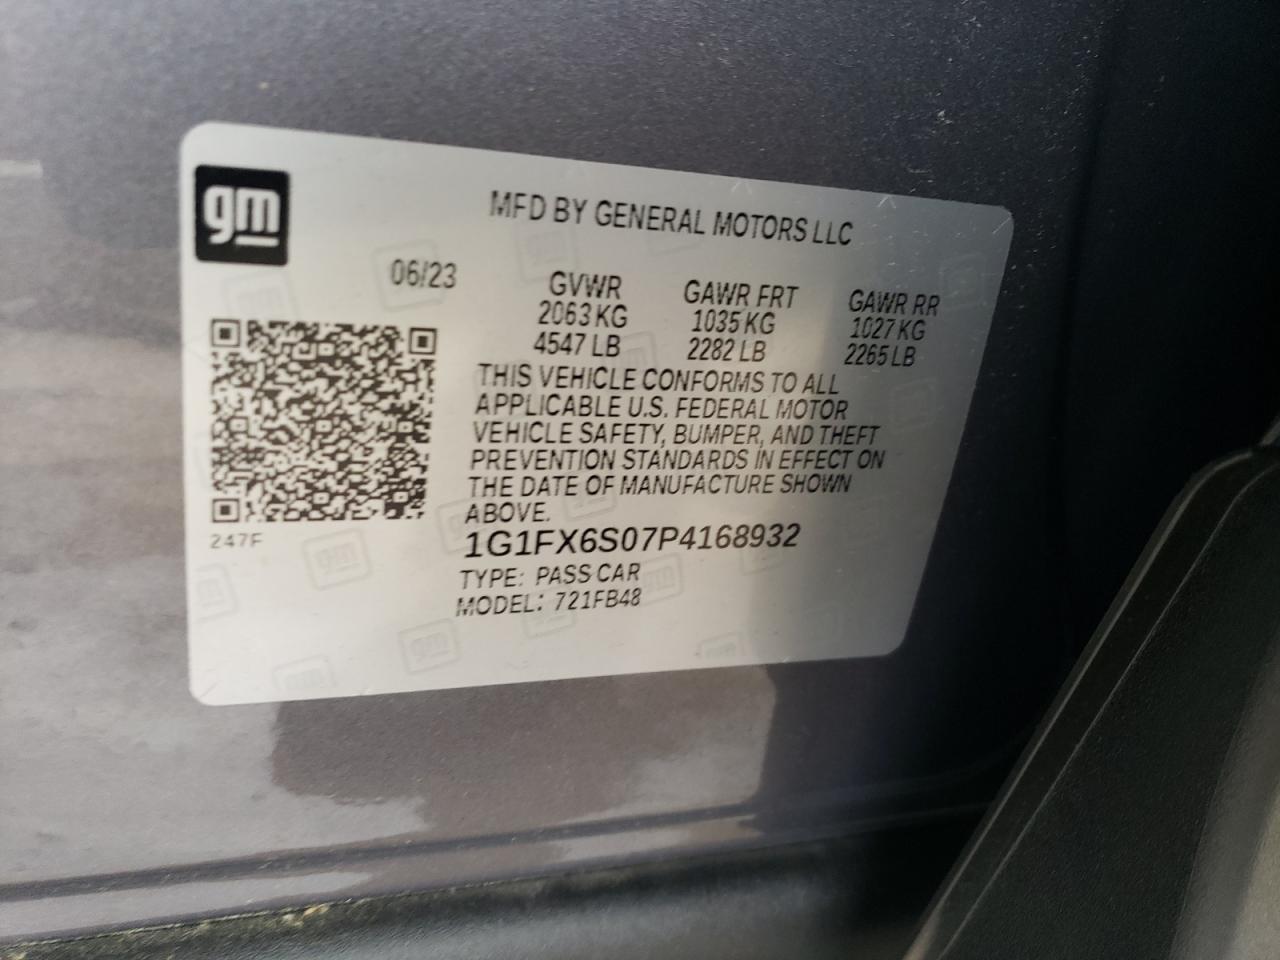 gm
MFD BY GENERAL MOTORS LLC
06/23
GVWR GAWR FRT GAWR RR
2063 KG 1035 KG 1027 KG
4547 LB 2282 LB 2265 LB
THIS VEHICLE CONFORMS TO ALL
APPLICABLE U.S. FEDERAL MOTOR
VEHICLE SAFETY, BUMPER, AND THEFT
PREVENTION STANDARDS IN EFFECT ON
THE DATE OF MANUFACTURE SHOWN
ABOVE.
247F
1G1FX6S07P4168932
TYPE: PASS CAR
MODEL: 721FB48